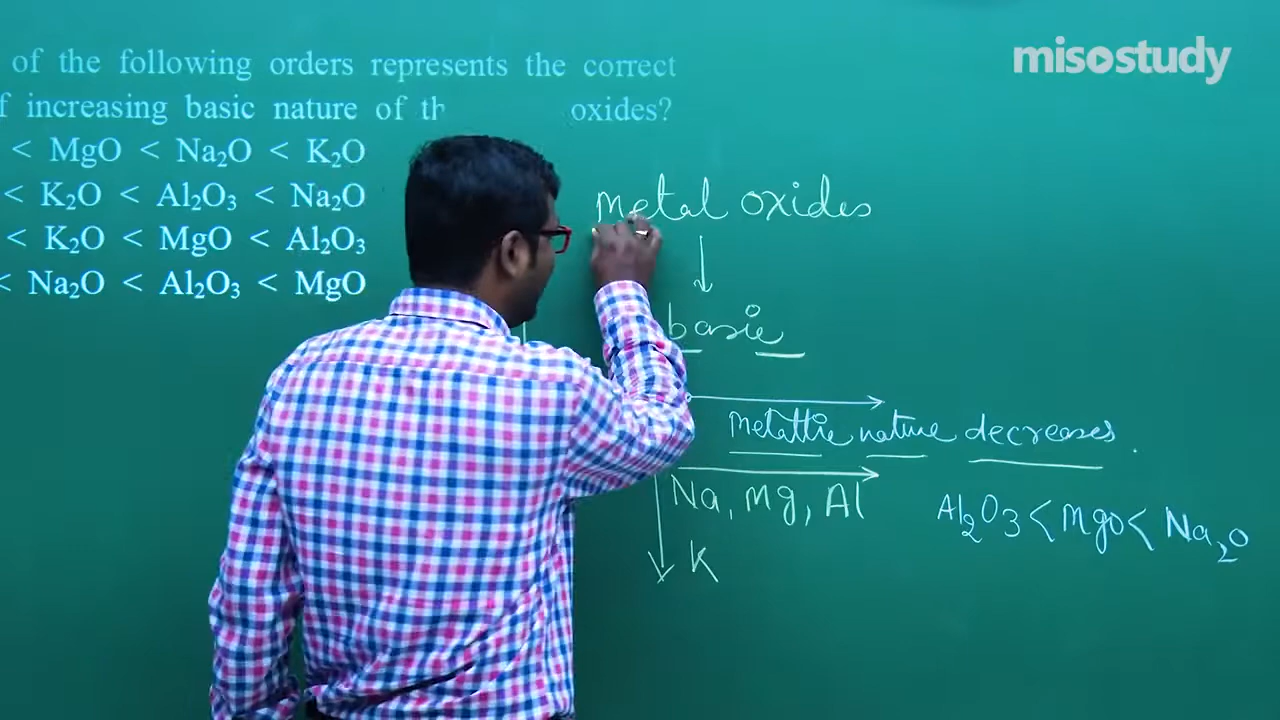 misostudy
of the following orders represents the correct
f increasing basic nature of th oxides?
< MgO < Na₂O < K₂O
< K₂O < Al₂O₃ < Na₂O
< K₂O < MgO < Al₂O₃
< Na₂O < Al₂O₃ < MgO
metal oxides
basic
metallic nature decreases.
Na, Mg, Al
Al₂O₃ < MgO < Na₂O
K